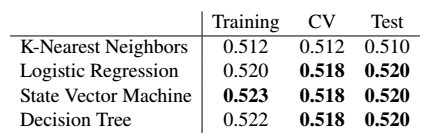 Training CV Test
K-Nearest Neighbors 0.512 0.512 0.510
Logistic Regression 0.520 0.518 0.520
State Vector Machine 0.523 0.518 0.520
Decision Tree 0.522 0.518 0.520